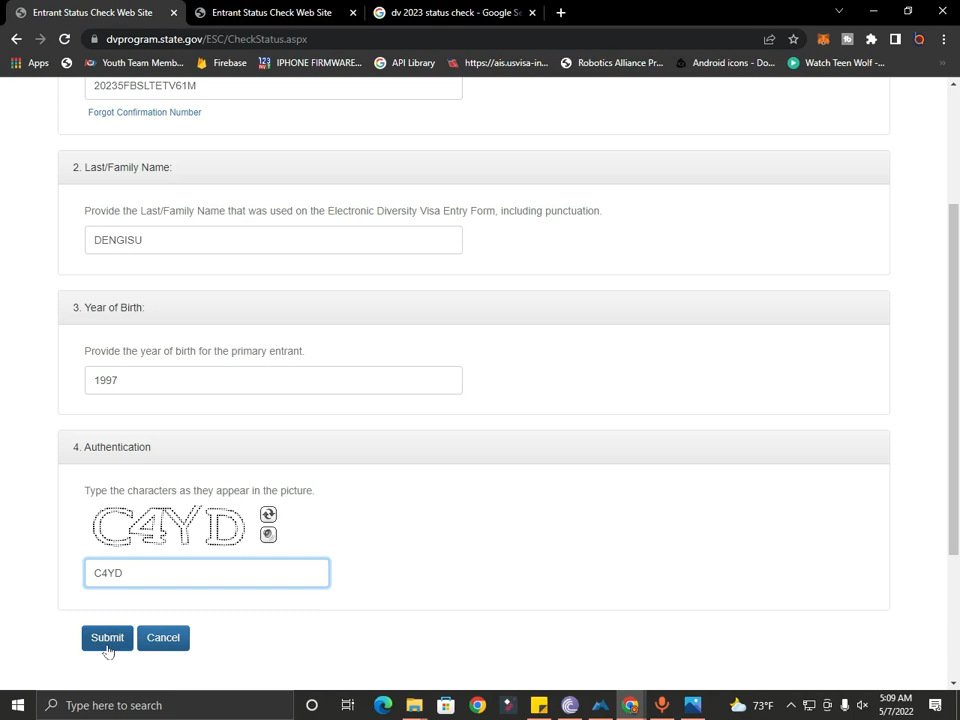 Entrant Status Check Web Site
Entrant Status Check Web Site
dv 2023 status check - Google Se
dvprogram.state.gov/ESC/CheckStatus.aspx
Apps
Youth Team Memb...
Firebase
IPHONE FIRMWARE...
API Library
https://ais.usvisa-in...
Robotics Alliance Pr...
Android icons - Do...
Watch Teen Wolf -...
20235FBSLTETV61M
Forgot Confirmation Number
2. Last/Family Name:
Provide the Last/Family Name that was used on the Electronic Diversity Visa Entry Form, including punctuation.
DENGISU
3. Year of Birth:
Provide the year of birth for the primary entrant.
1997
4. Authentication
Type the characters as they appear in the picture.
C4YD
C4YD
Submit
Cancel
Type here to search
73°F
5:09 AM
5/7/2022